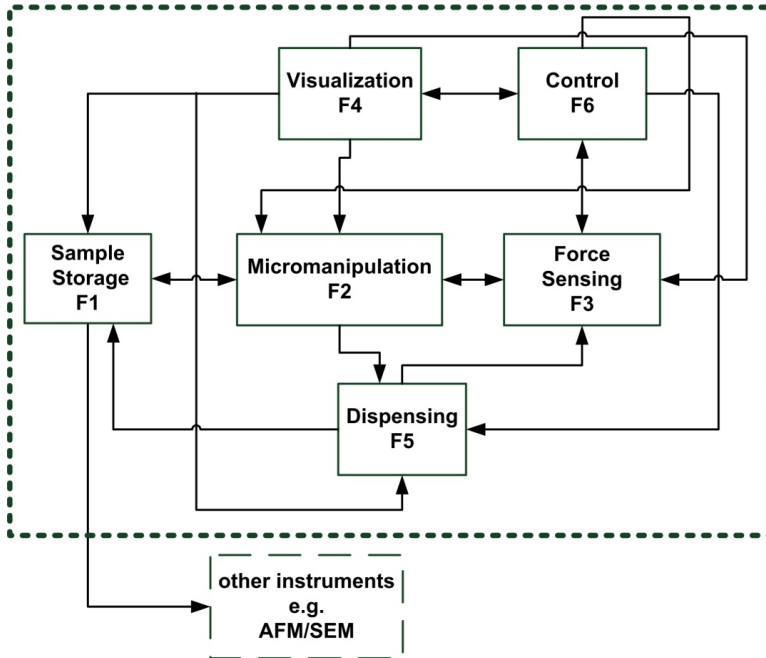 Visualization
F4
Control
F6
Sample
Storage
F1
Micromanipulation
F2
Force
Sensing
F3
Dispensing
F5
other instruments
e.g.
AFM/SEM